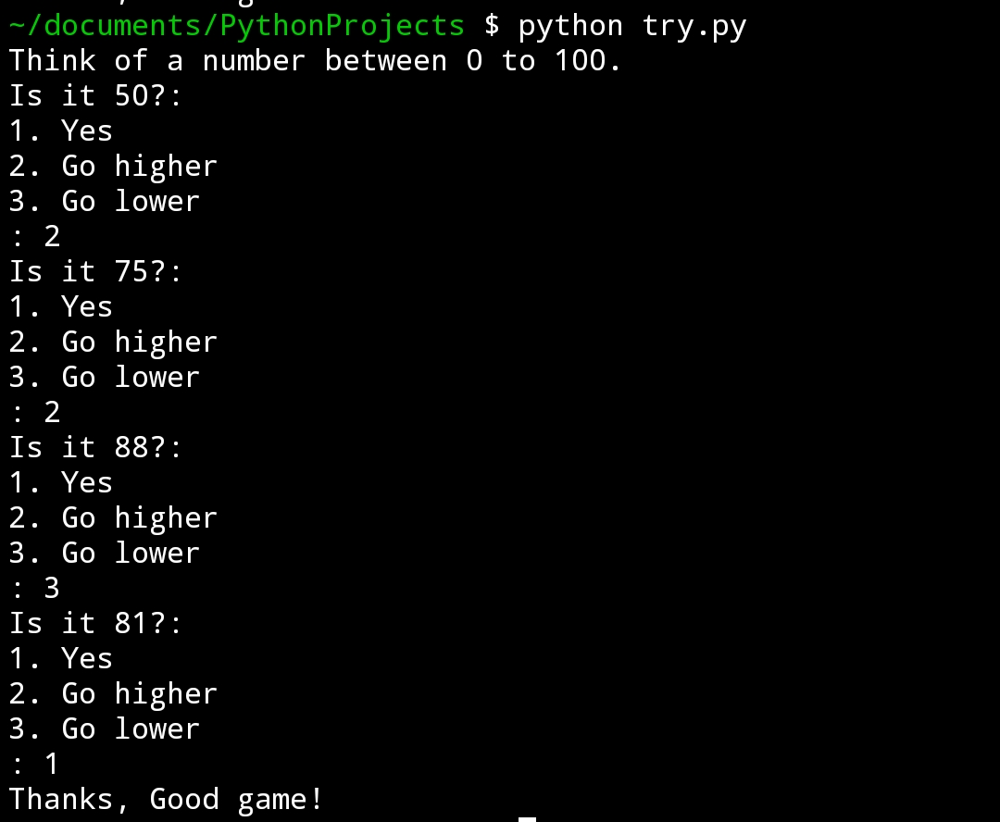 ~/documents/PythonProjects $ python try.py
Think of a number between 0 to 100.
Is it 50?:
1. Yes
2. Go higher
3. Go lower
: 2
Is it 75?:
1. Yes
2. Go higher
3. Go lower
: 2
Is it 88?:
1. Yes
2. Go higher
3. Go lower
: 3
Is it 81?:
1. Yes
2. Go higher
3. Go lower
: 1
Thanks, Good game!